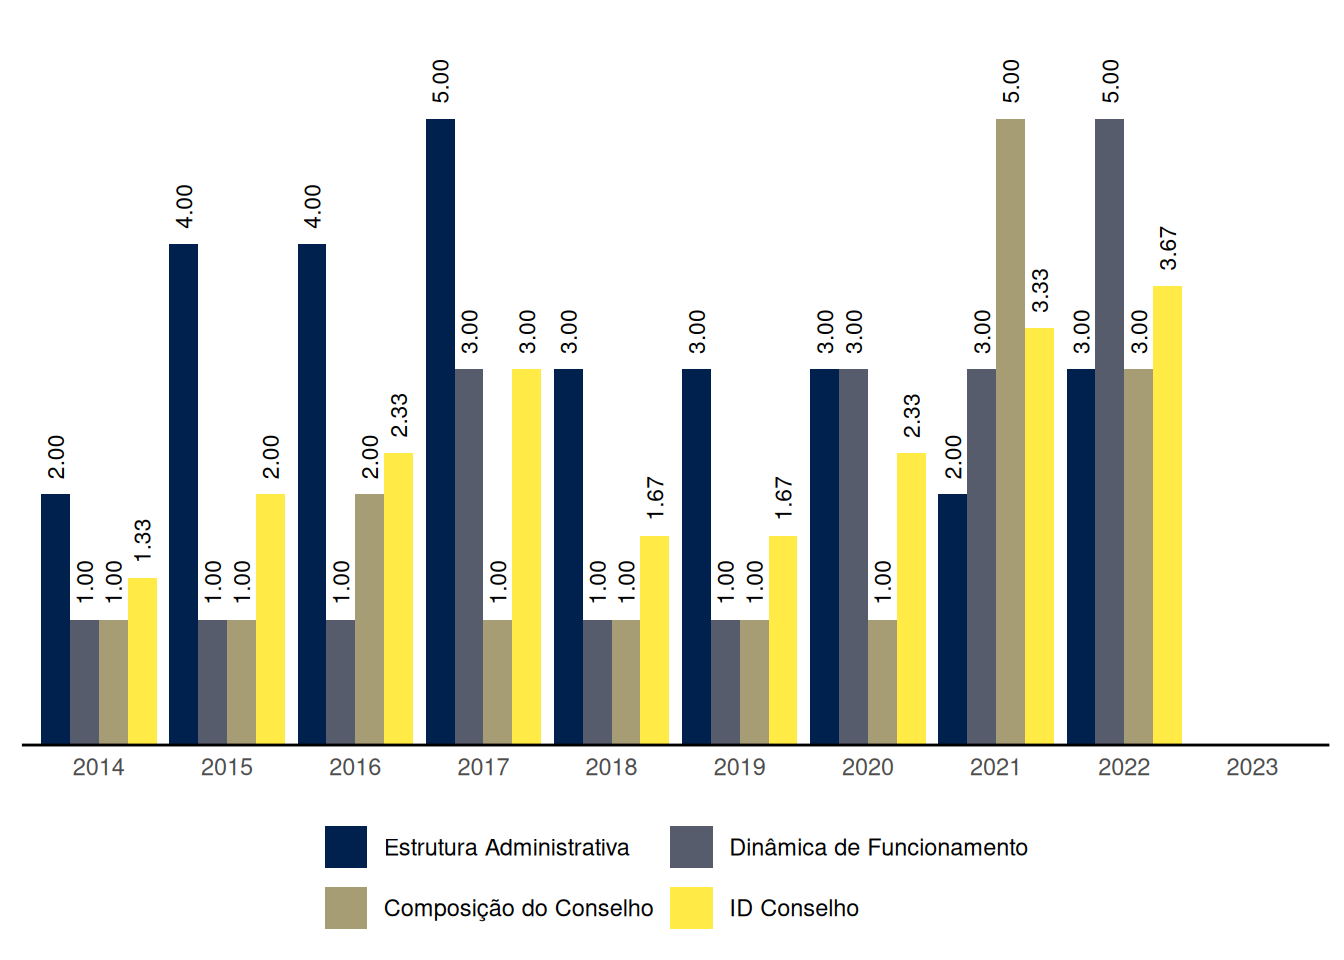 2.00 1.00 1.00 1.33
4.00 1.00 1.00 2.00
4.00 1.00 2.00 2.33
5.00 3.00 1.00 3.00
3.00 1.00 1.00 1.67
3.00 1.00 1.00 1.67
3.00 3.00 1.00 2.33
2.00 3.00 5.00 3.33
3.00 5.00 3.00 3.67
2014 2015 2016 2017 2018 2019 2020 2021 2022 2023
Estrutura Administrativa Dinâmica de Funcionamento
Composição do Conselho ID Conselho